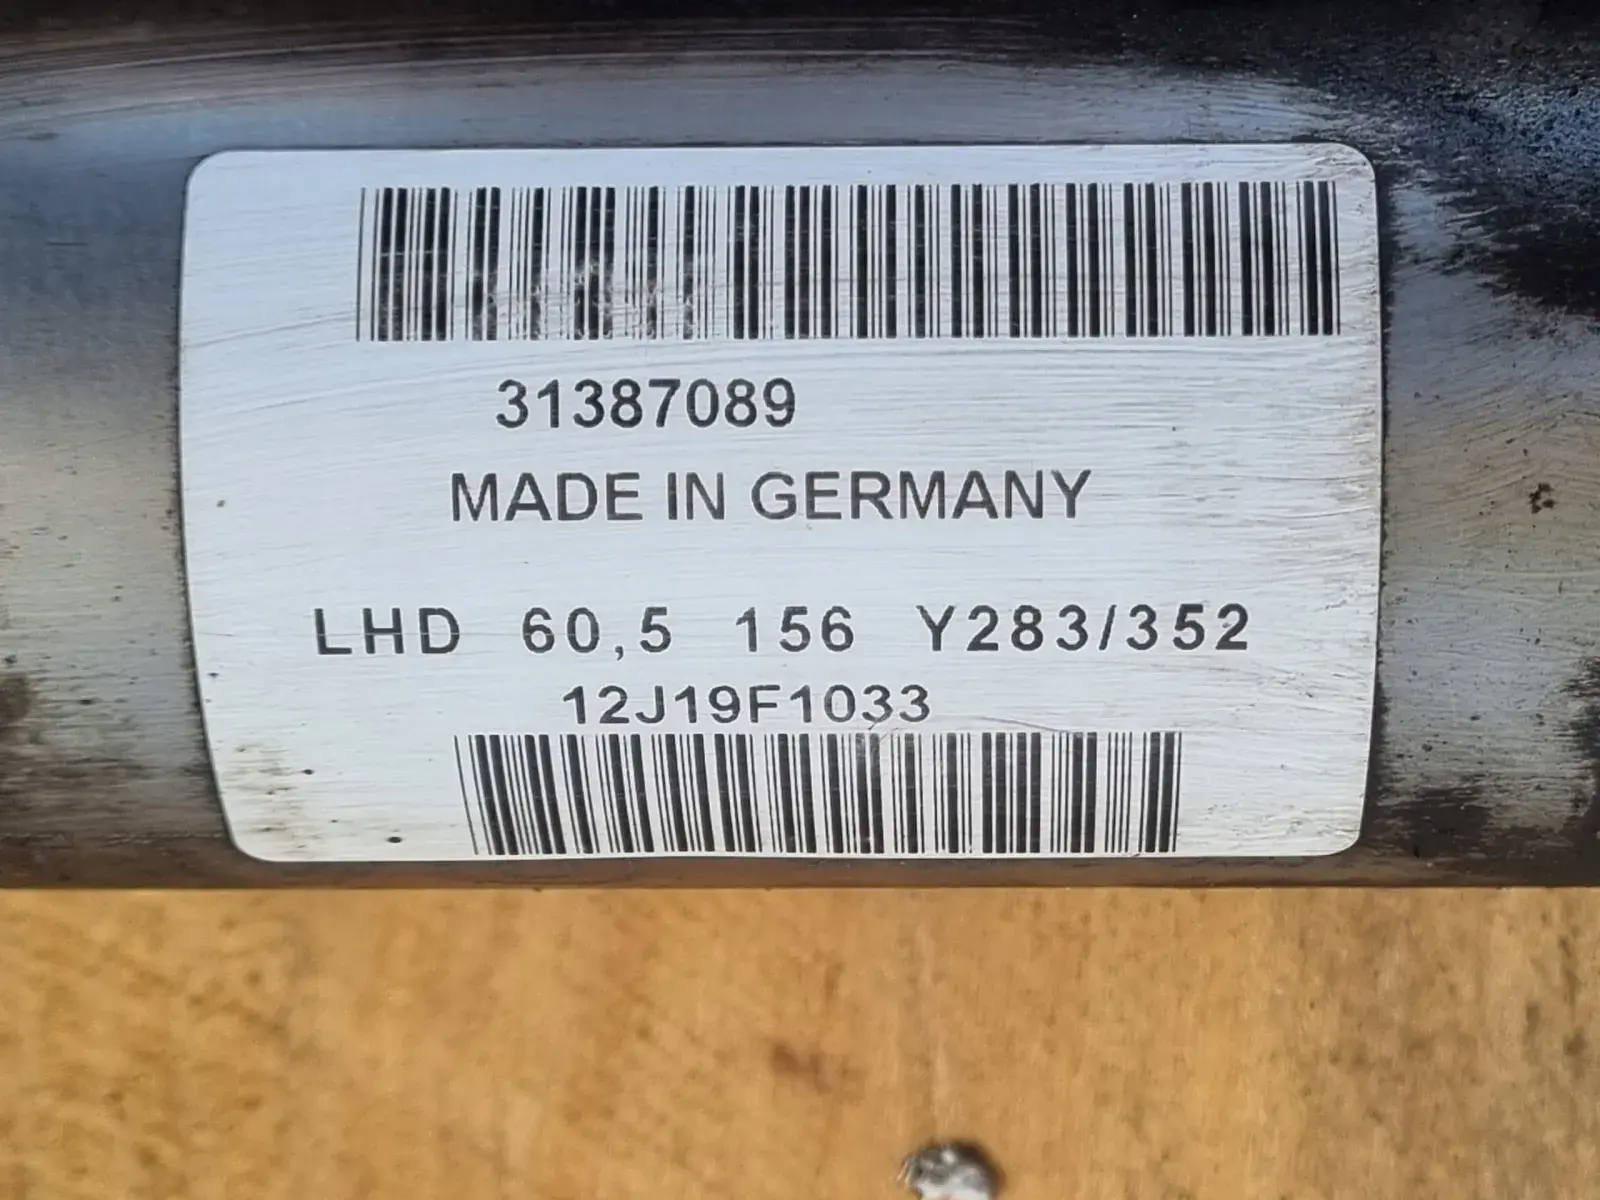 31387089
MADE IN GERMANY
LHD 60,5 156 Y283/352
12J19F1033